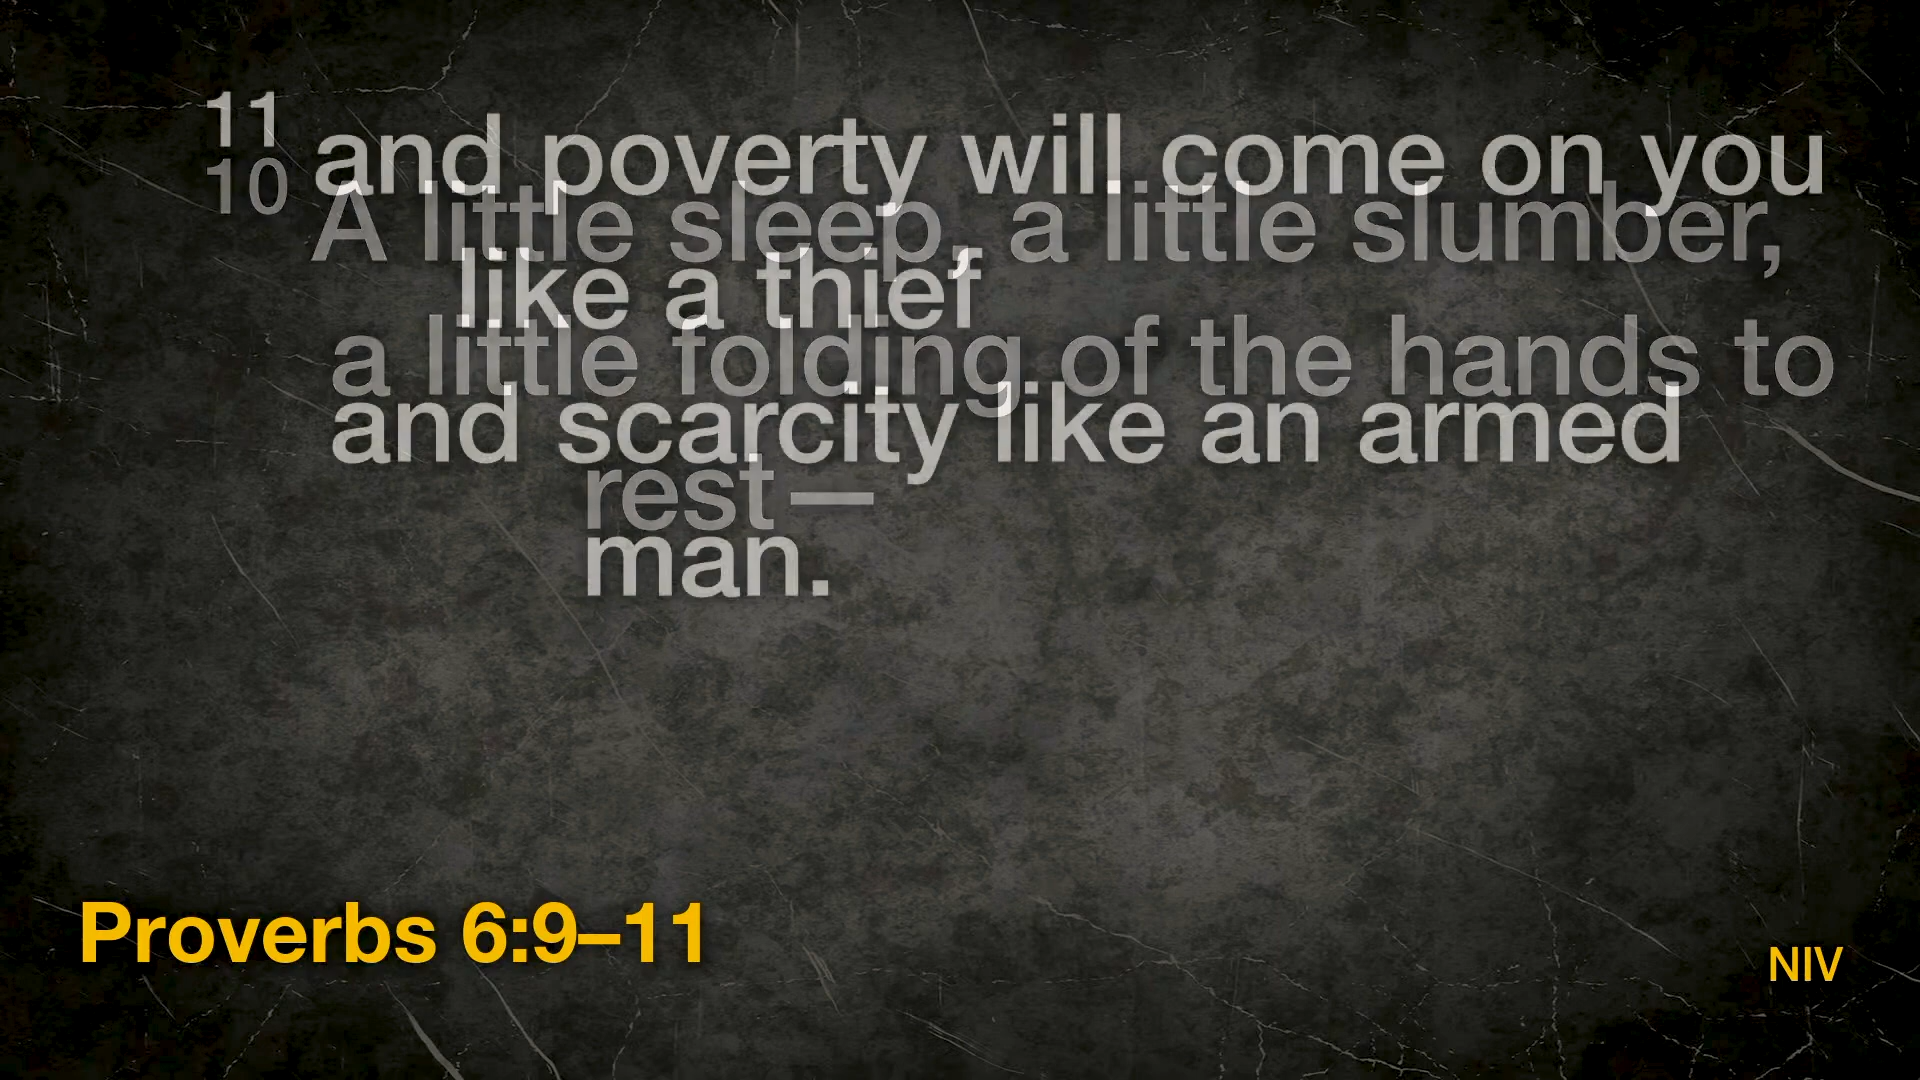 11 and poverty will come on you
like a thief
and scarcity like an armed
man.
10 A little sleep, a little slumber,
a little folding of the hands to
rest—
Proverbs 6:9–11
NIV